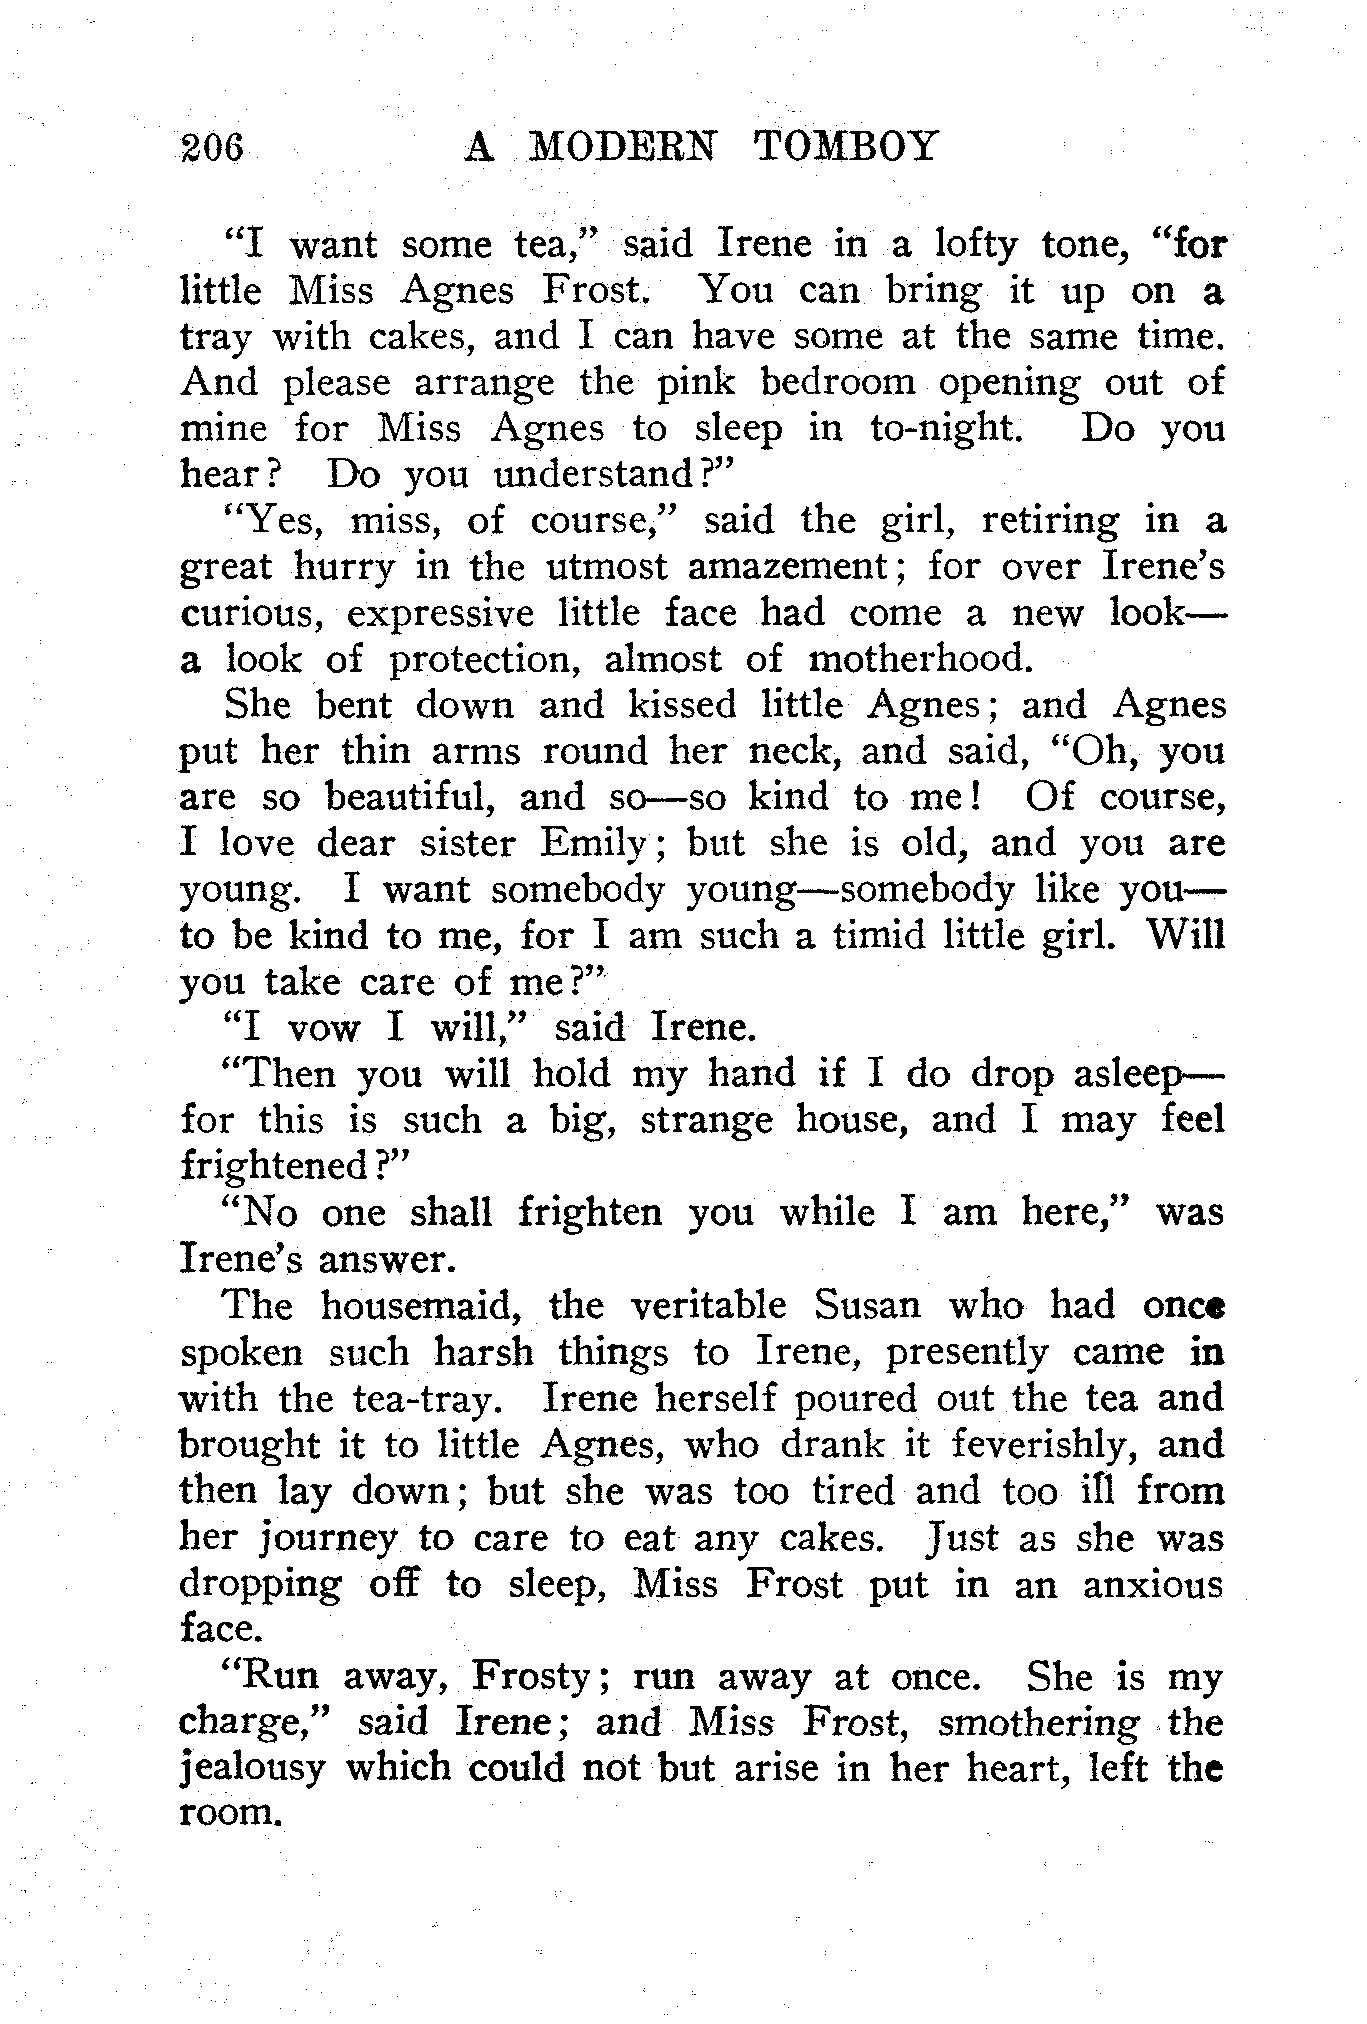 206 A MODERN TOMBOY
"I want some tea," said Irene in a lofty tone, "for
little Miss Agnes Frost. You can bring it up on a
tray with cakes, and I can have some at the same time.
And please arrange the pink bedroom opening out of
mine for Miss Agnes to sleep in to-night. Do you
hear? Do you understand?"
"Yes, miss, of course," said the girl, retiring in a
great hurry in the utmost amazement; for over Irene's
curious, expressive little face had come a new look—
a look of protection, almost of motherhood.
She bent down and kissed little Agnes; and Agnes
put her thin arms round her neck, and said, "Oh, you
are so beautiful, and so—so kind to me! Of course,
I love dear sister Emily; but she is old, and you are
young. I want somebody young—somebody like you—
to be kind to me, for I am such a timid little girl. Will
you take care of me?"
"I vow I will," said Irene.
"Then you will hold my hand if I do drop asleep—
for this is such a big, strange house, and I may feel
frightened?"
"No one shall frighten you while I am here," was
Irene's answer.
The housemaid, the veritable Susan who had once
spoken such harsh things to Irene, presently came in
with the tea-tray. Irene herself poured out the tea and
brought it to little Agnes, who drank it feverishly, and
then lay down; but she was too tired and too ill from
her journey to care to eat any cakes. Just as she was
dropping off to sleep, Miss Frost put in an anxious
face.
"Run away, Frosty; run away at once. She is my
charge," said Irene; and Miss Frost, smothering the
jealousy which could not but arise in her heart, left the
room.